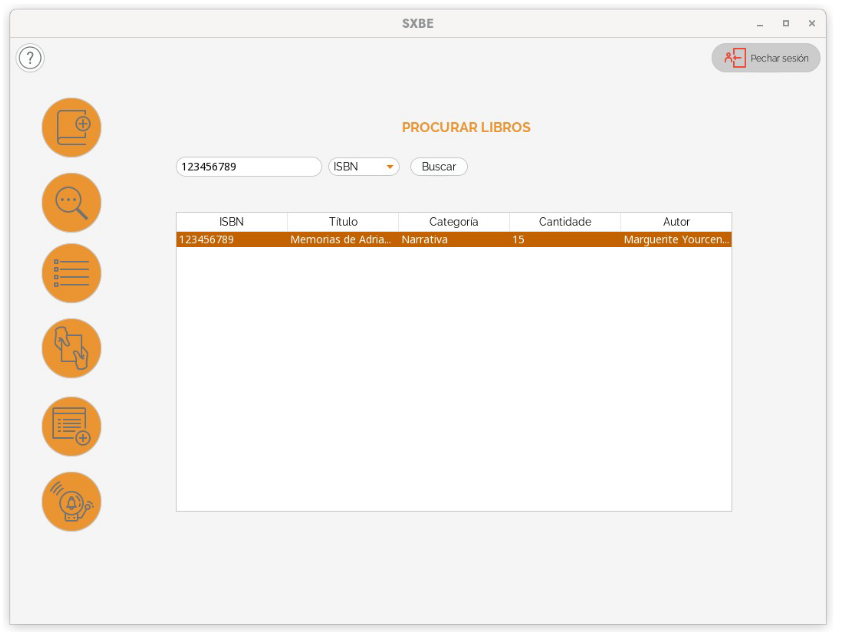 SXBE
?
Pechar sesión
PROCURAR LIBROS
123456789 ISBN Buscar
ISBN Título Categoría Cantidade Autor
123456789 Memorias de Adria... Narrativa 15 Marguerite Yourcen...